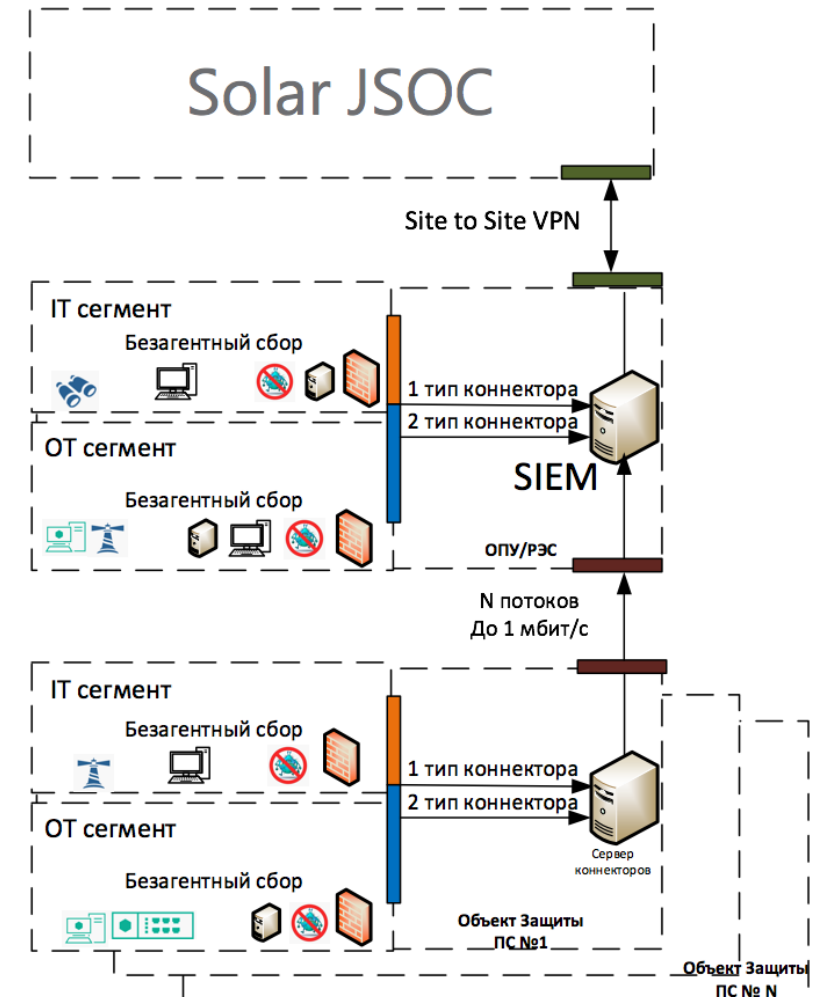 Solar JSOC
Site to Site VPN
IT сегмент
Безагентный сбор
1 тип коннектора
2 тип коннектора
ОТ сегмент
SIEM
Безагентный сбор
ОПУ/РЭС
N потоков
До 1 мбит/с
IT сегмент
Безагентный сбор
1 тип коннектора
2 тип коннектора
ОТ сегмент
Сервер
коннекторов
Безагентный сбор
Объект Защиты
ПС №1
Объект Защиты
ПС № N